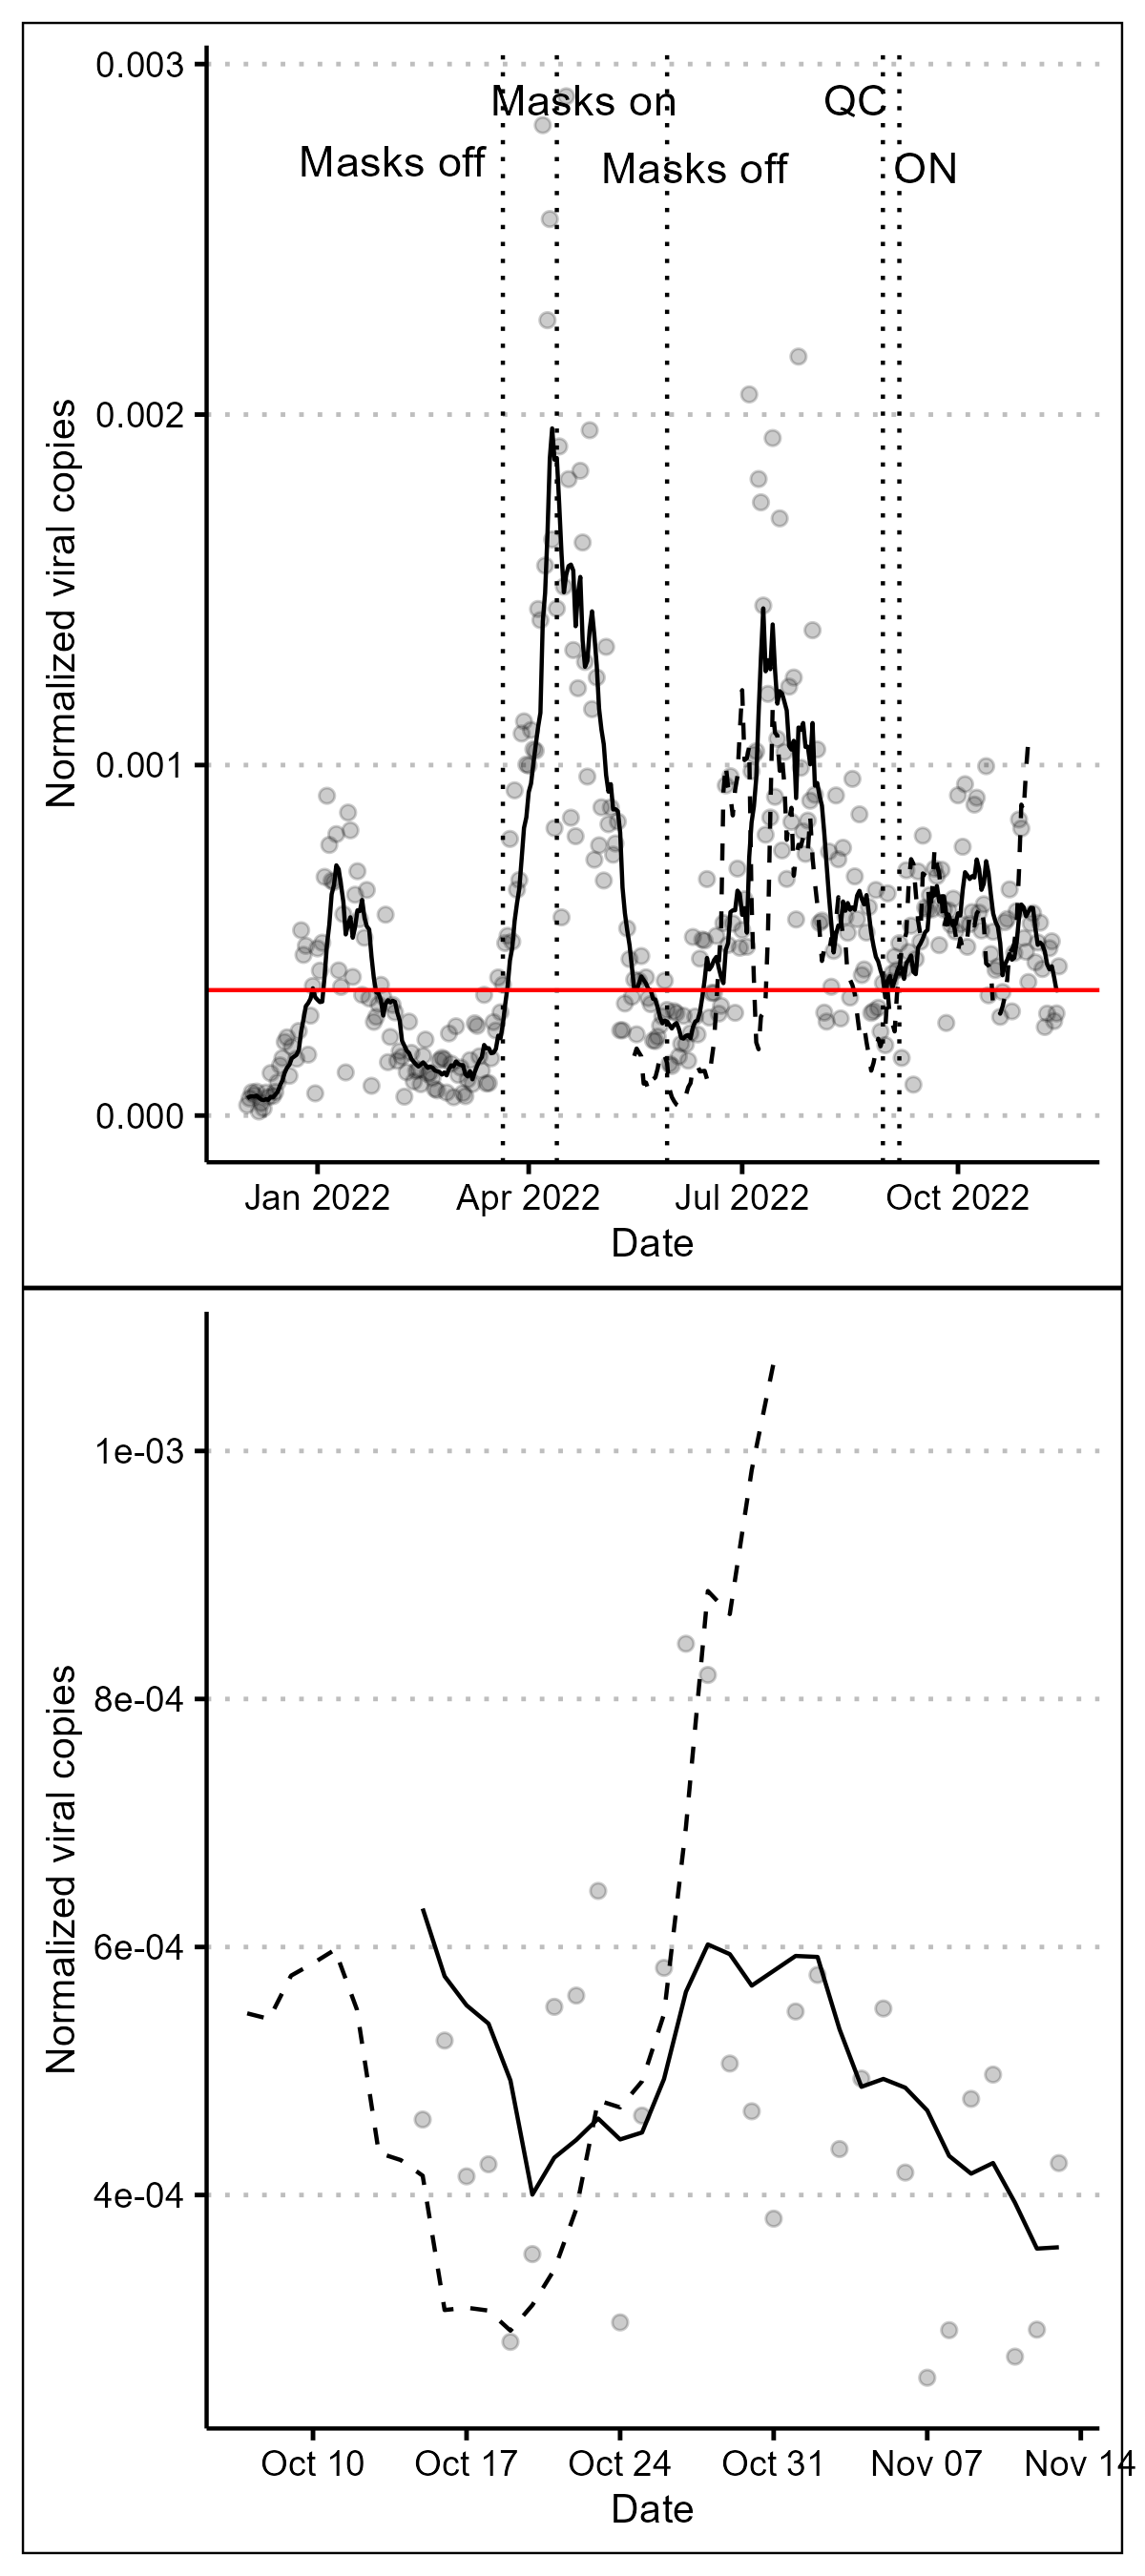 0.003
Masks on
QC
Masks off
Masks off
ON
0.002
Normalized viral copies
0.001
0.000
Jan 2022
Apr 2022
Jul 2022
Oct 2022
Date
1e-03
8e-04
Normalized viral copies
6e-04
4e-04
Oct 10
Oct 17
Oct 24
Oct 31
Nov 07
Nov 14
Date